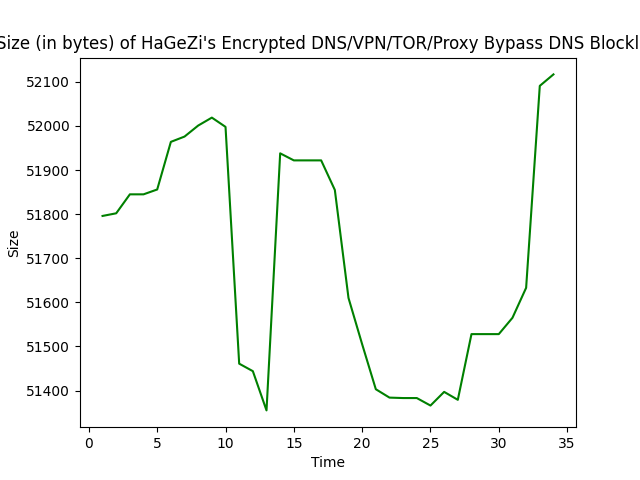 Size (in bytes) of HaGeZi's Encrypted DNS/VPN/TOR/Proxy Bypass DNS Blockl
52100
52000
51900
51800
51700
51600
51500
51400
Size
0 5 10 15 20 25 30 35
Time